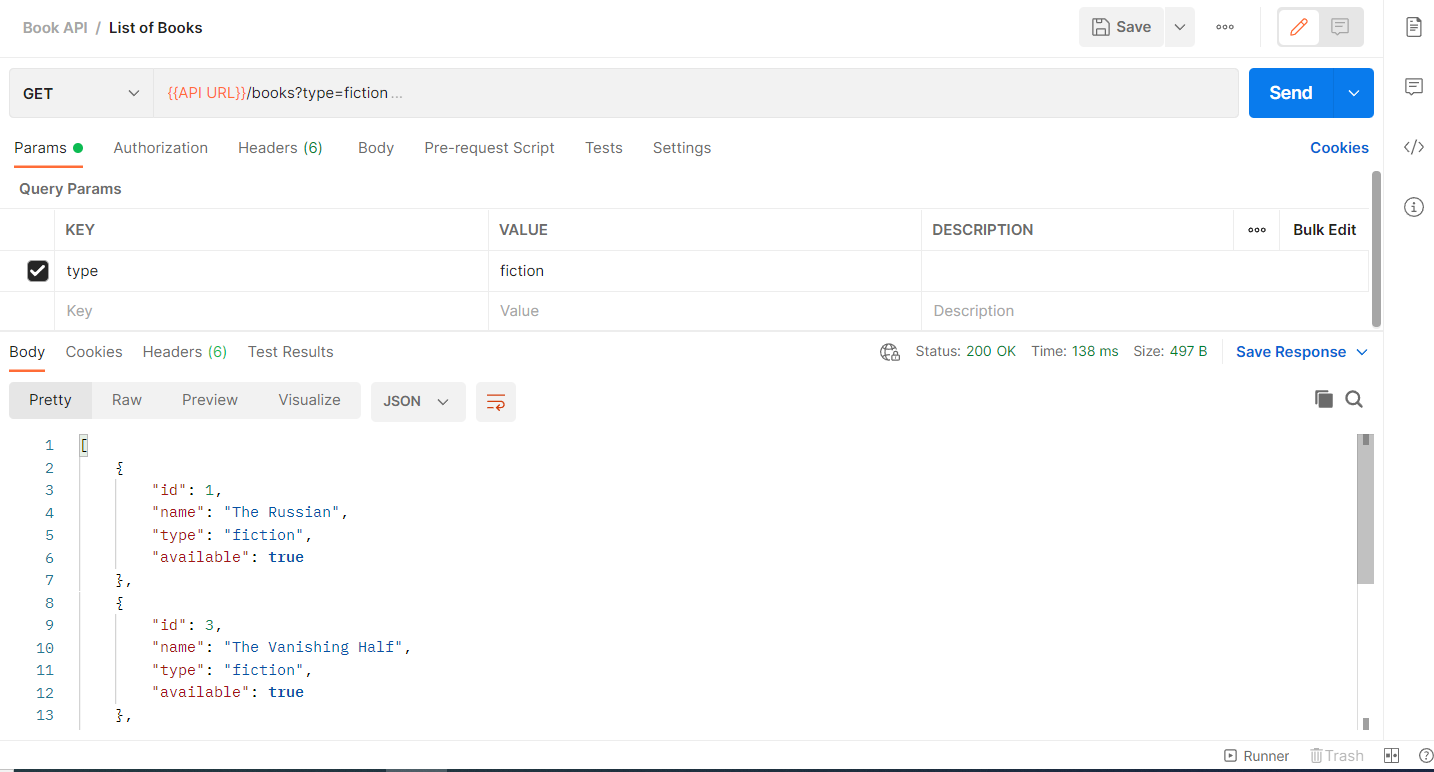 Book API / List of Books Save
GET {{API URL}}/books?type=fiction ... Send
Params Authorization Headers (6) Body Pre-request Script Tests Settings Cookies
Query Params
KEY VALUE DESCRIPTION Bulk Edit
type fiction
Key Value Description
Body Cookies Headers (6) Test Results Status: 200 OK Time: 138 ms Size: 497 B Save Response
Pretty Raw Preview Visualize JSON
1 [
2 {
3 "id": 1,
4 "name": "The Russian",
5 "type": "fiction",
6 "available": true
7 },
8 {
9 "id": 3,
10 "name": "The Vanishing Half",
11 "type": "fiction",
12 "available": true
13 },
Runner Trash